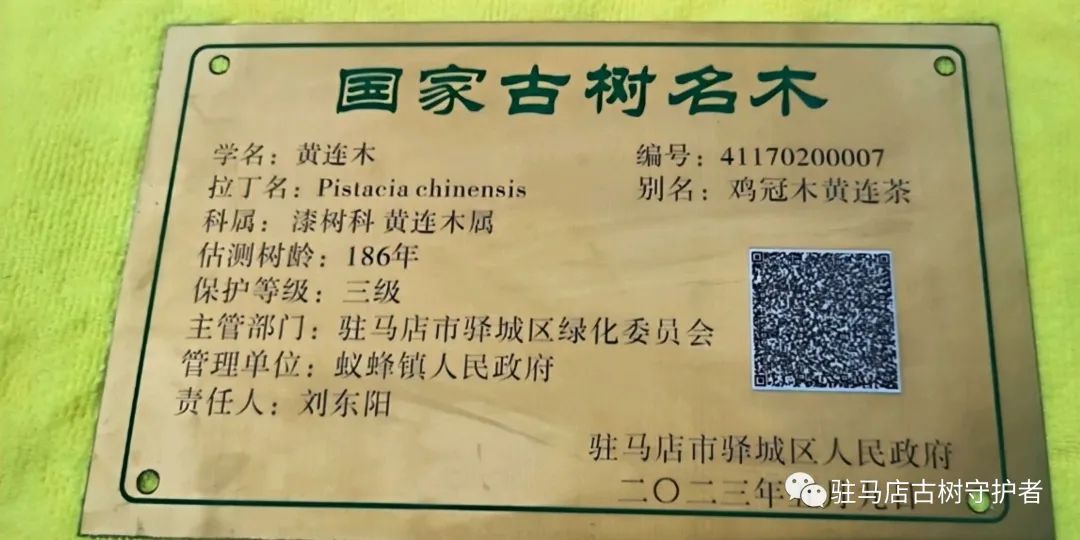 国家古树名木
学名：黄连木
编号：41170200007
拉丁名：Pistacia chinensis
别名：鸡冠木黄连茶
科属：漆树科 黄连木属
估测树龄：186年
保护等级：三级
主管部门：驻马店市驿城区绿化委员会
管理单位：蚁蜂镇人民政府
责任人：刘东阳
驻马店市驿城区人民政府
二〇二三年
驻马店古树守护者